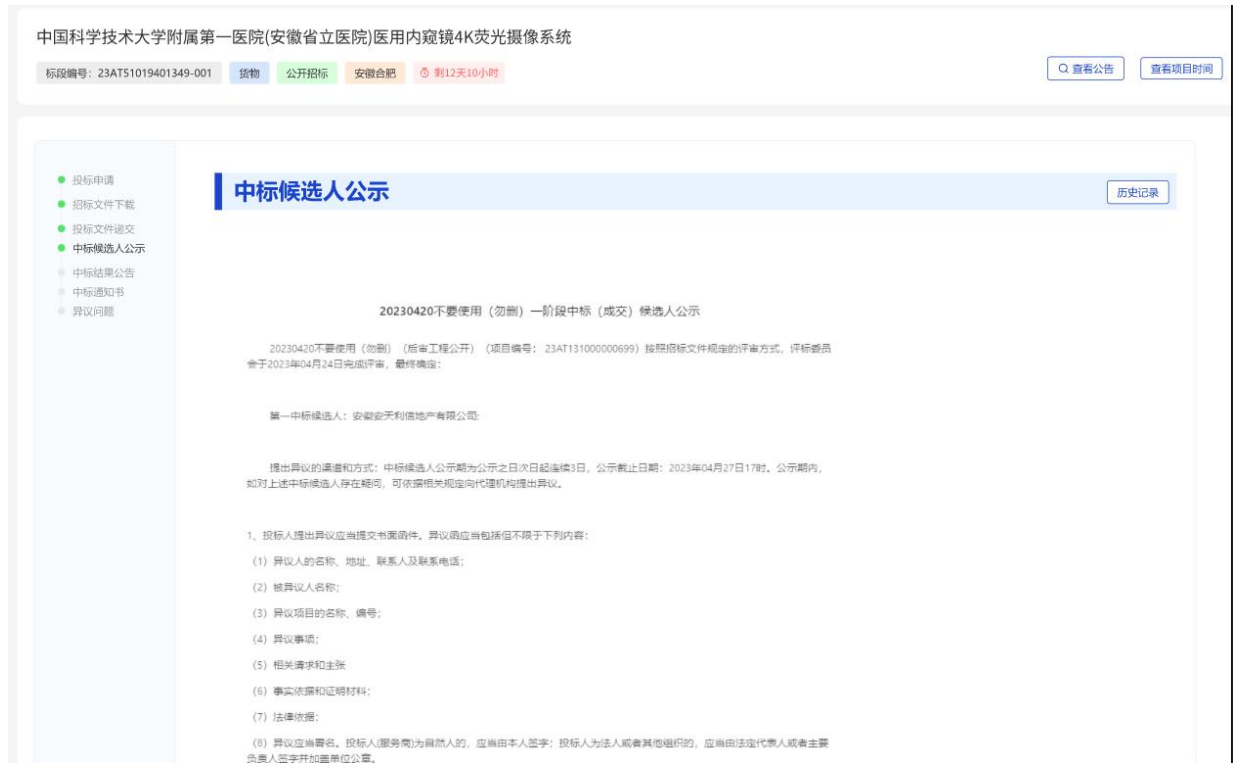 中国科学技术大学附属第一医院(安徽省立医院)医用内窥镜4K荧光摄像系统
标段编号：23AT51019401349-001 货物 公开招标 安徽合肥 剩12天10小时
查看公告 查看项目时间
投标申请
招标文件下载
投标文件递交
中标候选人公示
中标结果公告
中标通知书
异议问题
中标候选人公示
历史记录
20230420不要使用（勿删）一阶段中标（成交）候选人公示
20230420不要使用（勿删）（后审工程公开）（项目编号：23AT131000000699）按照招标文件规定的评审方式，评标委员
会于2023年04月24日完成评审，最终确定：
第一中标候选人：安徽安天利信地产有限公司;
提出异议的渠道和方式：中标候选人公示期为公示之日次日起连续3日，公示截止日期：2023年04月27日17时。公示期内，
如对上述中标候选人存在疑问，可依据相关规定向代理机构提出异议。
1、投标人提出异议应当提交书面函件。异议函应当包括但不限于下列内容：
（1）异议人的名称、地址、联系人及联系电话；
（2）被异议人名称；
（3）异议项目的名称、编号；
（4）异议事项；
（5）相关请求和主张
（6）事实依据和证明材料；
（7）法律依据；
（8）异议应当署名。投标人(服务商)为自然人的，应当由本人签字；投标人为法人或者其他组织的，应当由法定代表人或者主要
负责人签字并加盖单位公章。